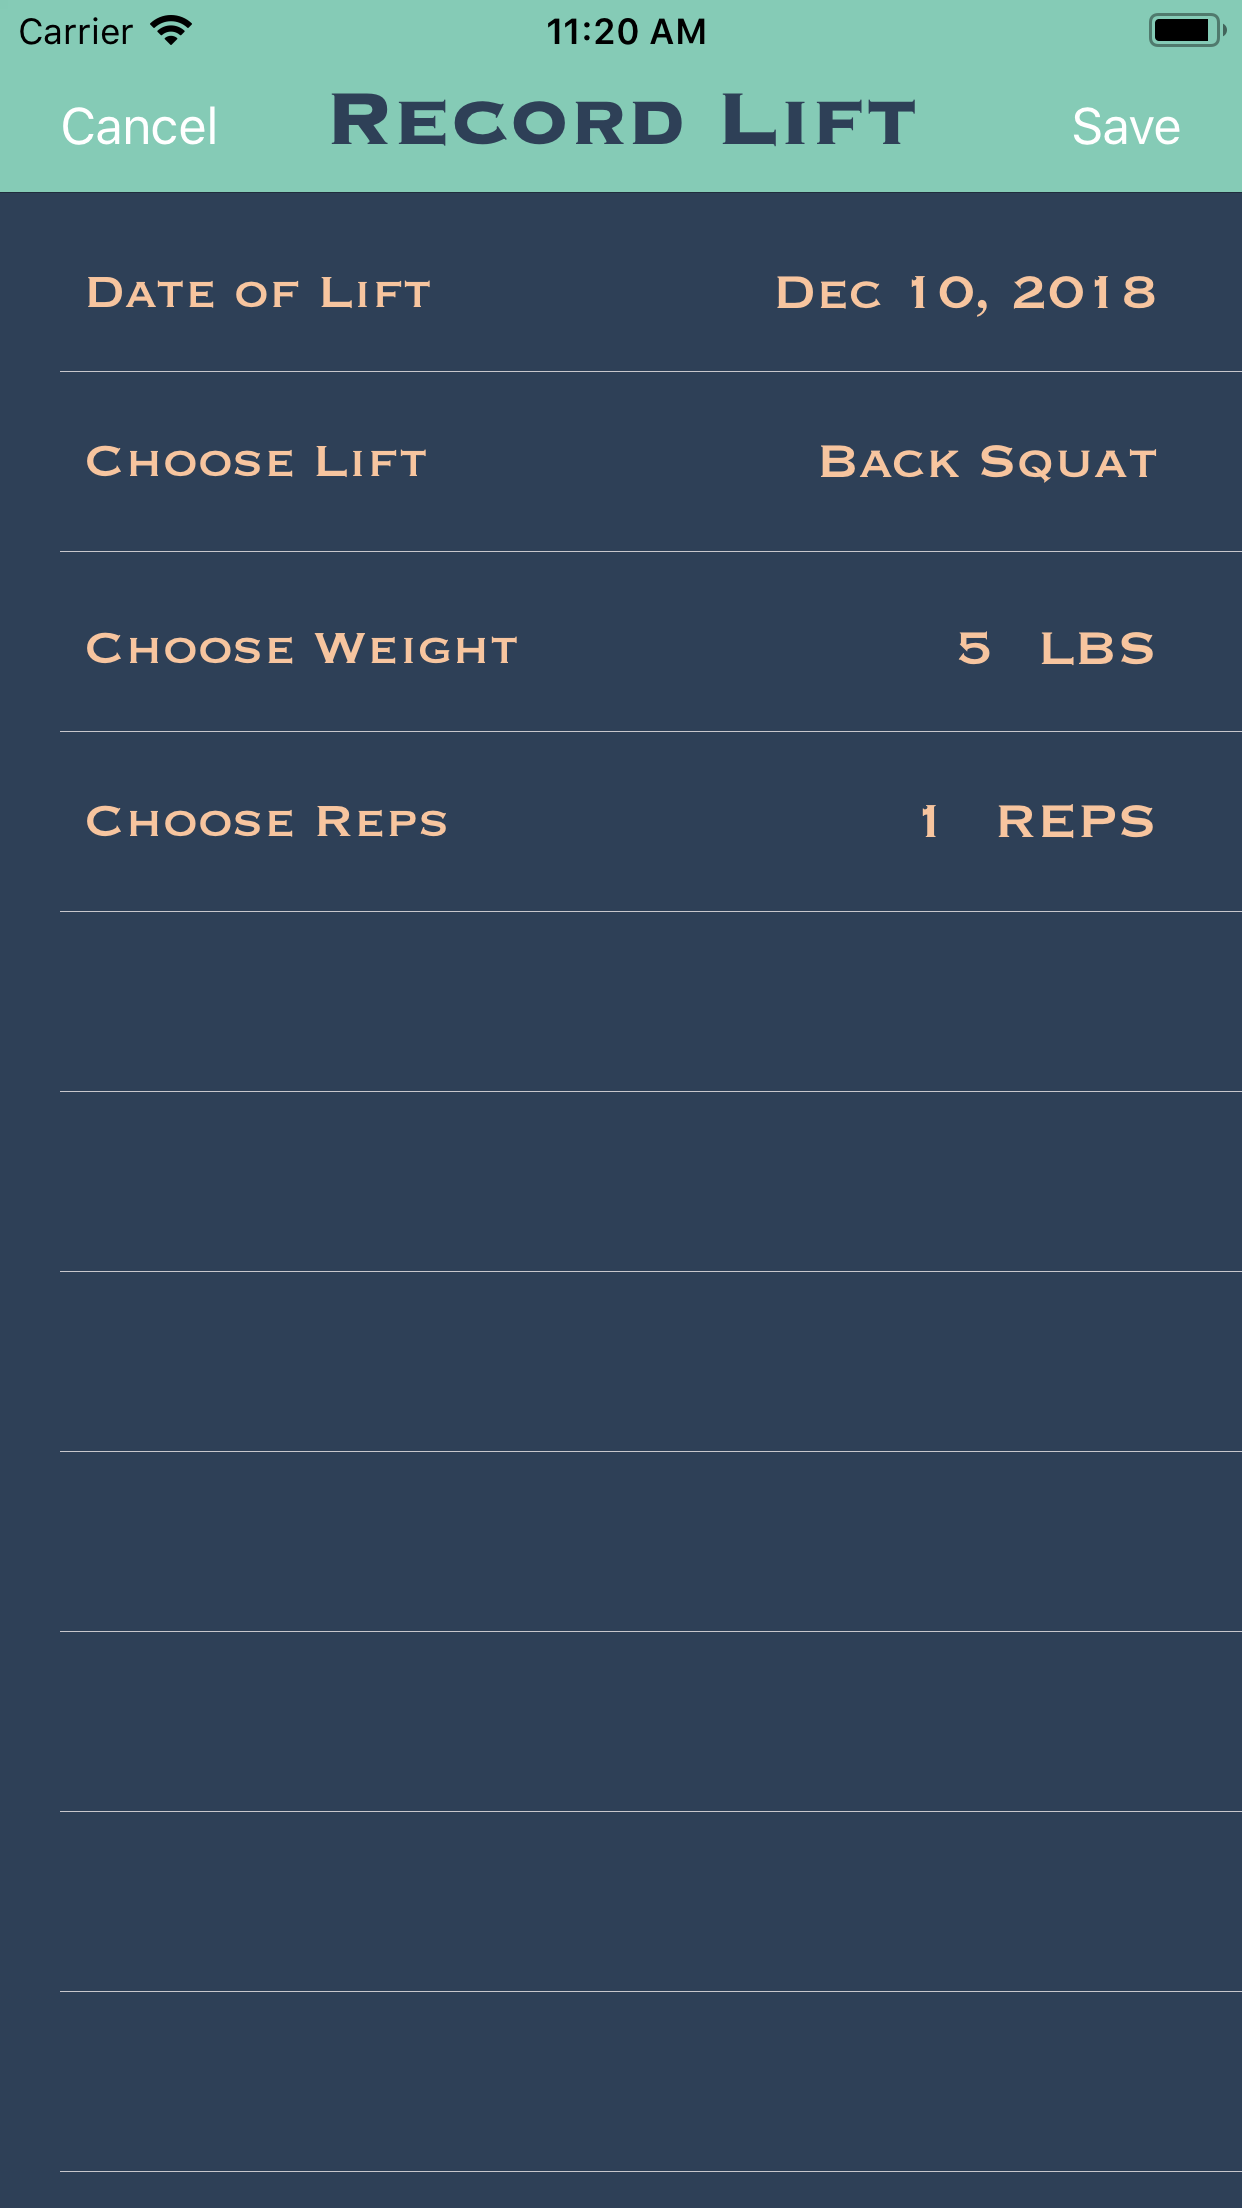 Carrier 11:20 AM
Cancel Record Lift Save
Date of Lift Dec 10, 2018
Choose Lift Back Squat
Choose Weight 5 LBS
Choose Reps 1 REPS